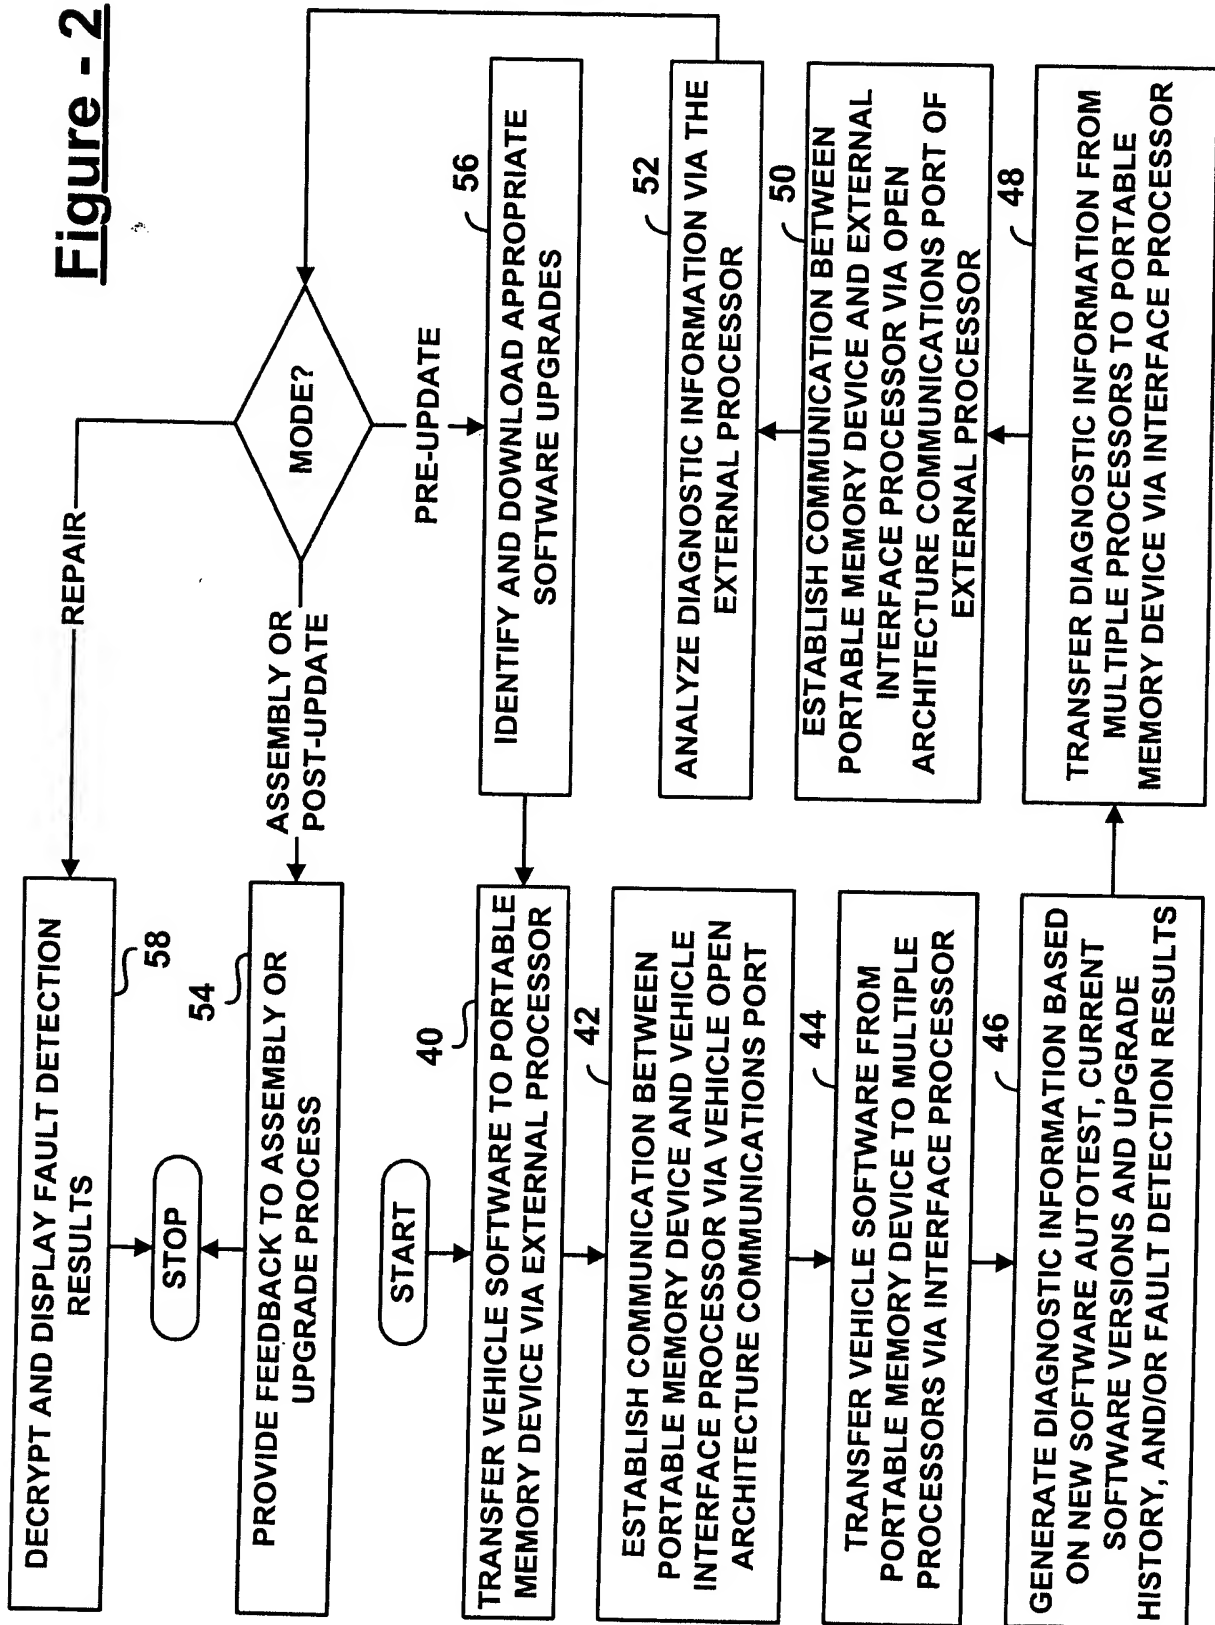 Figure - 2
DECRYPT AND DISPLAY FAULT DETECTION
RESULTS
58
REPAIR
STOP
54
PROVIDE FEEDBACK TO ASSEMBLY OR
UPGRADE PROCESS
ASSEMBLY OR
POST-UPDATE
MODE?
PRE-UPDATE
START
40
TRANSFER VEHICLE SOFTWARE TO PORTABLE
MEMORY DEVICE VIA EXTERNAL PROCESSOR
56
IDENTIFY AND DOWNLOAD APPROPRIATE
SOFTWARE UPGRADES
42
ESTABLISH COMMUNICATION BETWEEN
PORTABLE MEMORY DEVICE AND VEHICLE
INTERFACE PROCESSOR VIA VEHICLE OPEN
ARCHITECTURE COMMUNICATIONS PORT
52
ANALYZE DIAGNOSTIC INFORMATION VIA THE
EXTERNAL PROCESSOR
44
TRANSFER VEHICLE SOFTWARE FROM
PORTABLE MEMORY DEVICE TO MULTIPLE
PROCESSORS VIA INTERFACE PROCESSOR
50
ESTABLISH COMMUNICATION BETWEEN
PORTABLE MEMORY DEVICE AND EXTERNAL
INTERFACE PROCESSOR VIA OPEN
ARCHITECTURE COMMUNICATIONS PORT OF
EXTERNAL PROCESSOR
46
GENERATE DIAGNOSTIC INFORMATION BASED
ON NEW SOFTWARE AUTOTEST, CURRENT
SOFTWARE VERSIONS AND UPGRADE
HISTORY, AND/OR FAULT DETECTION RESULTS
48
TRANSFER DIAGNOSTIC INFORMATION FROM
MULTIPLE PROCESSORS TO PORTABLE
MEMORY DEVICE VIA INTERFACE PROCESSOR